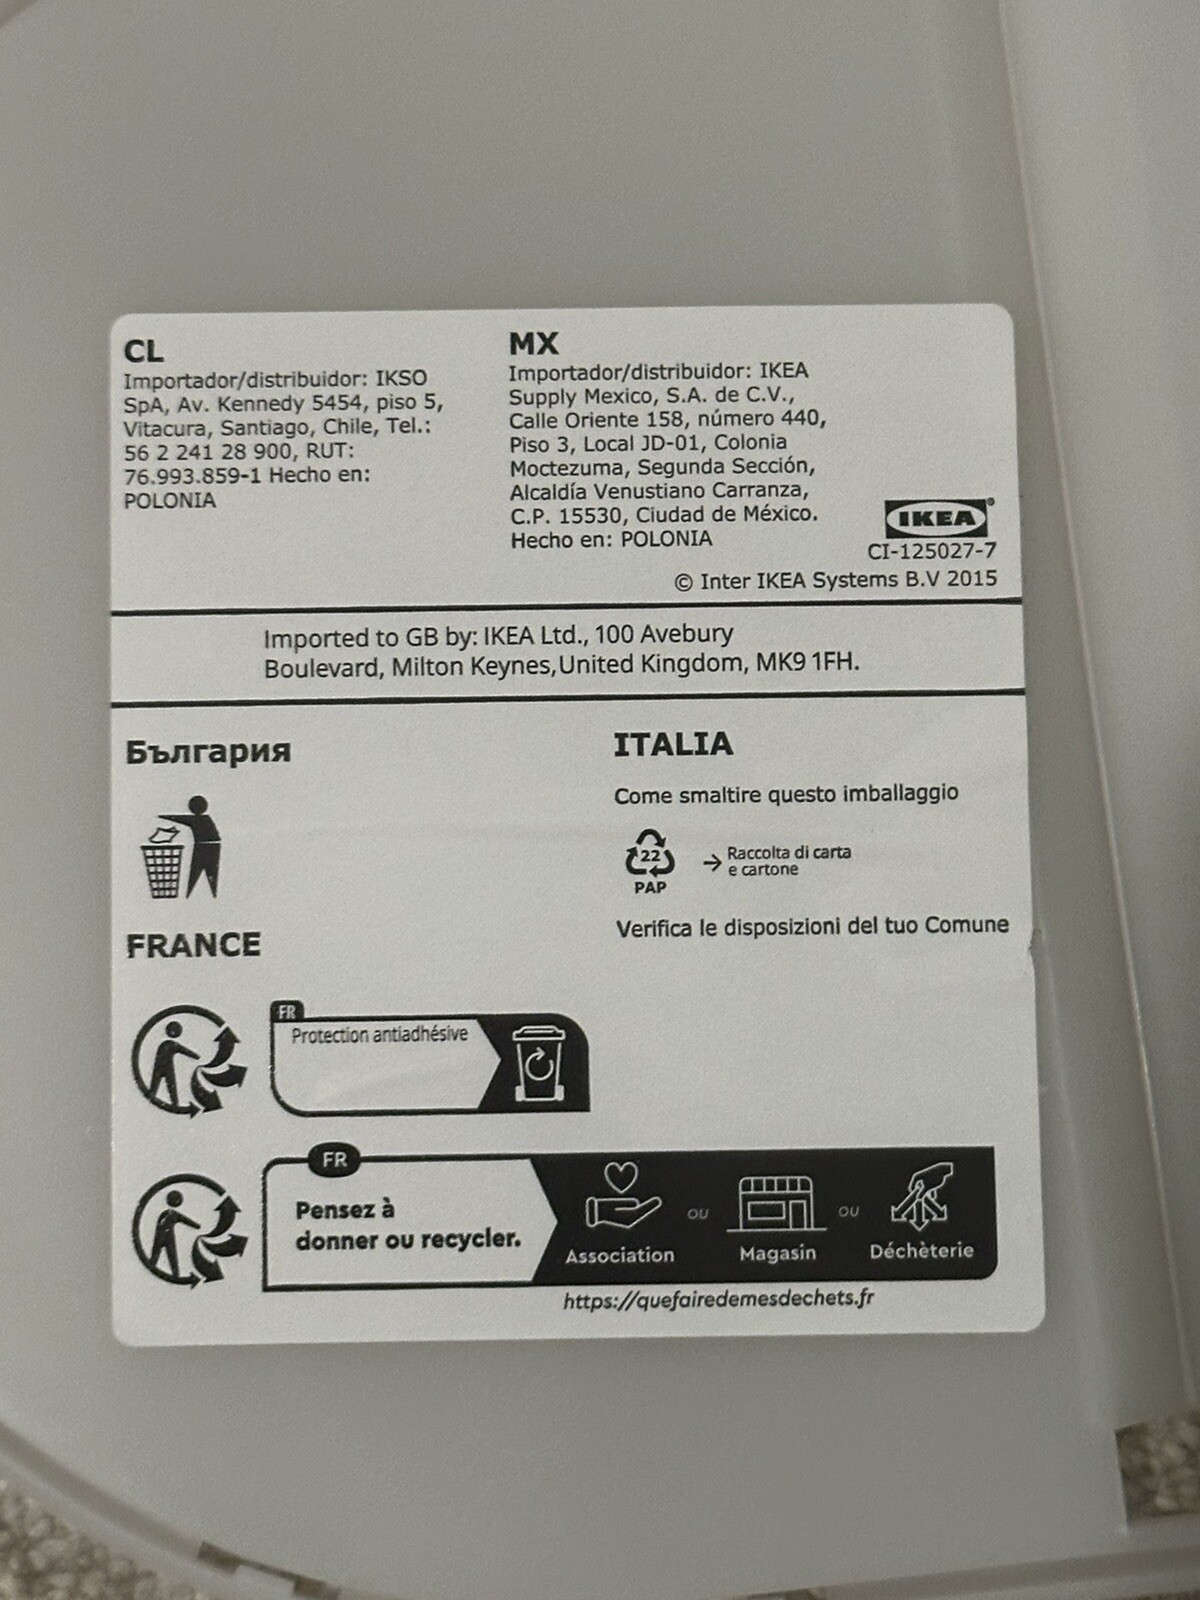 CL
Importador/distribuidor: IKSO
SpA, Av. Kennedy 5454, piso 5,
Vitacura, Santiago, Chile, Tel.:
56 2 241 28 900, RUT:
76.993.859-1 Hecho en:
POLONIA
MX
Importador/distribuidor: IKEA
Supply Mexico, S.A. de C.V.,
Calle Oriente 158, número 440,
Piso 3, Local JD-01, Colonia
Moctezuma, Segunda Sección,
Alcaldía Venustiano Carranza,
C.P. 15530, Ciudad de México.
Hecho en: POLONIA
IKEA®
CI-125027-7
© Inter IKEA Systems B.V 2015
Imported to GB by: IKEA Ltd., 100 Avebury
Boulevard, Milton Keynes,United Kingdom, MK9 1FH.
България
ITALIA
Come smaltire questo imballaggio
22
PAP
→ Raccolta di carta
e cartone
Verifica le disposizioni del tuo Comune
FRANCE
FR
Protection antiadhésive
FR
Pensez à
donner ou recycler.
Association
OU
Magasin
OU
Déchèterie
https://quefairedemesdechets.fr